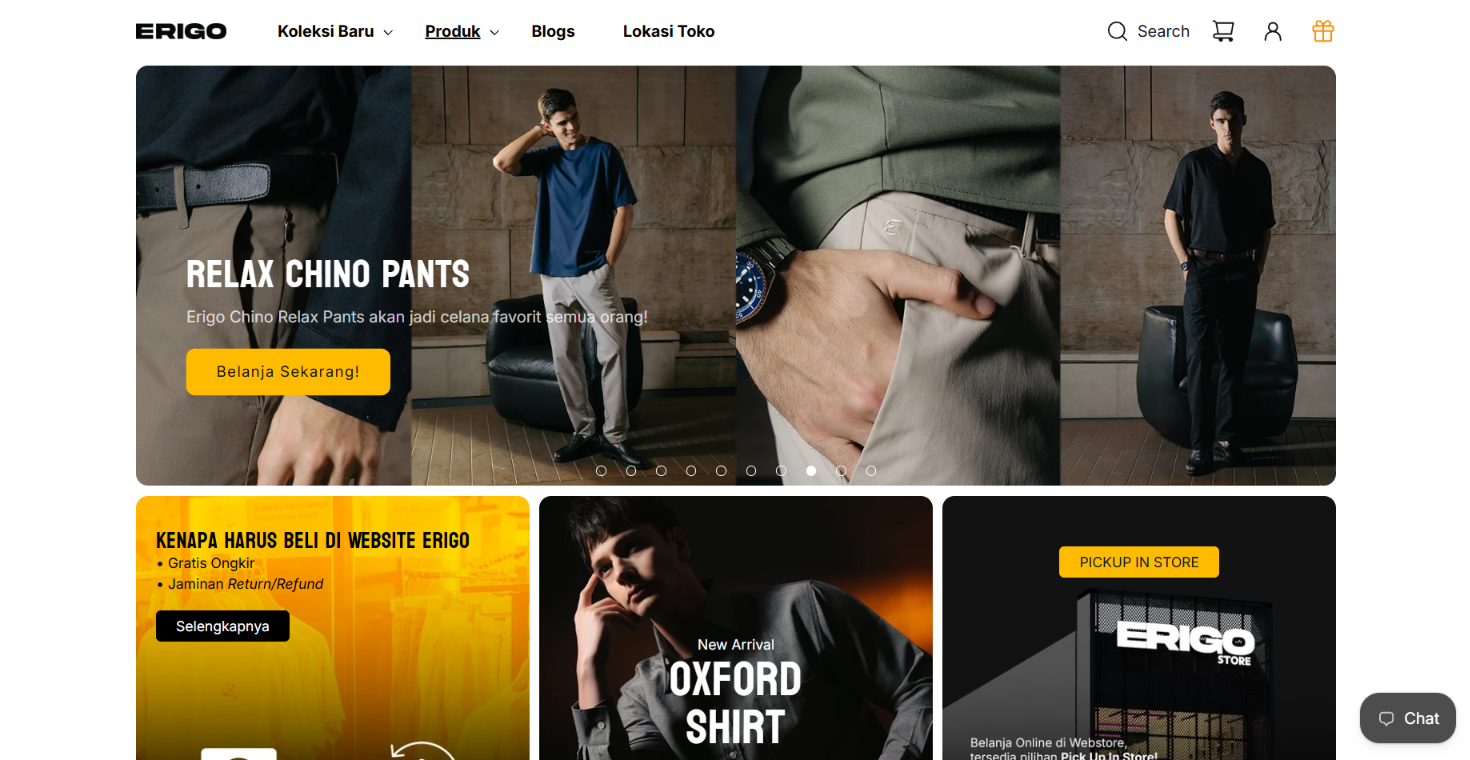 ERIGO
Koleksi Baru
Produk
Blogs
Lokasi Toko
Search
RELAX CHINO PANTS
Erigo Chino Relax Pants akan jadi celana favorit semua orang!
Belanja Sekarang!
KENAPA HARUS BELI DI WEBSITE ERIGO
• Gratis Ongkir
• Jaminan Return/Refund
Selengkapnya
New Arrival
OXFORD
SHIRT
PICKUP IN STORE
ERIGO
STORE
Belanja Online di Webstore,
tersedia pilihan Pick Up In Store!
Chat